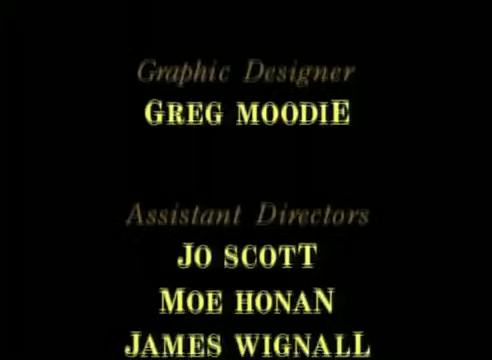 Graphic Designer
GREG MOODIE
Assistant Directors
JO SCOTT
MOE HONAN
JAMES WIGNALL